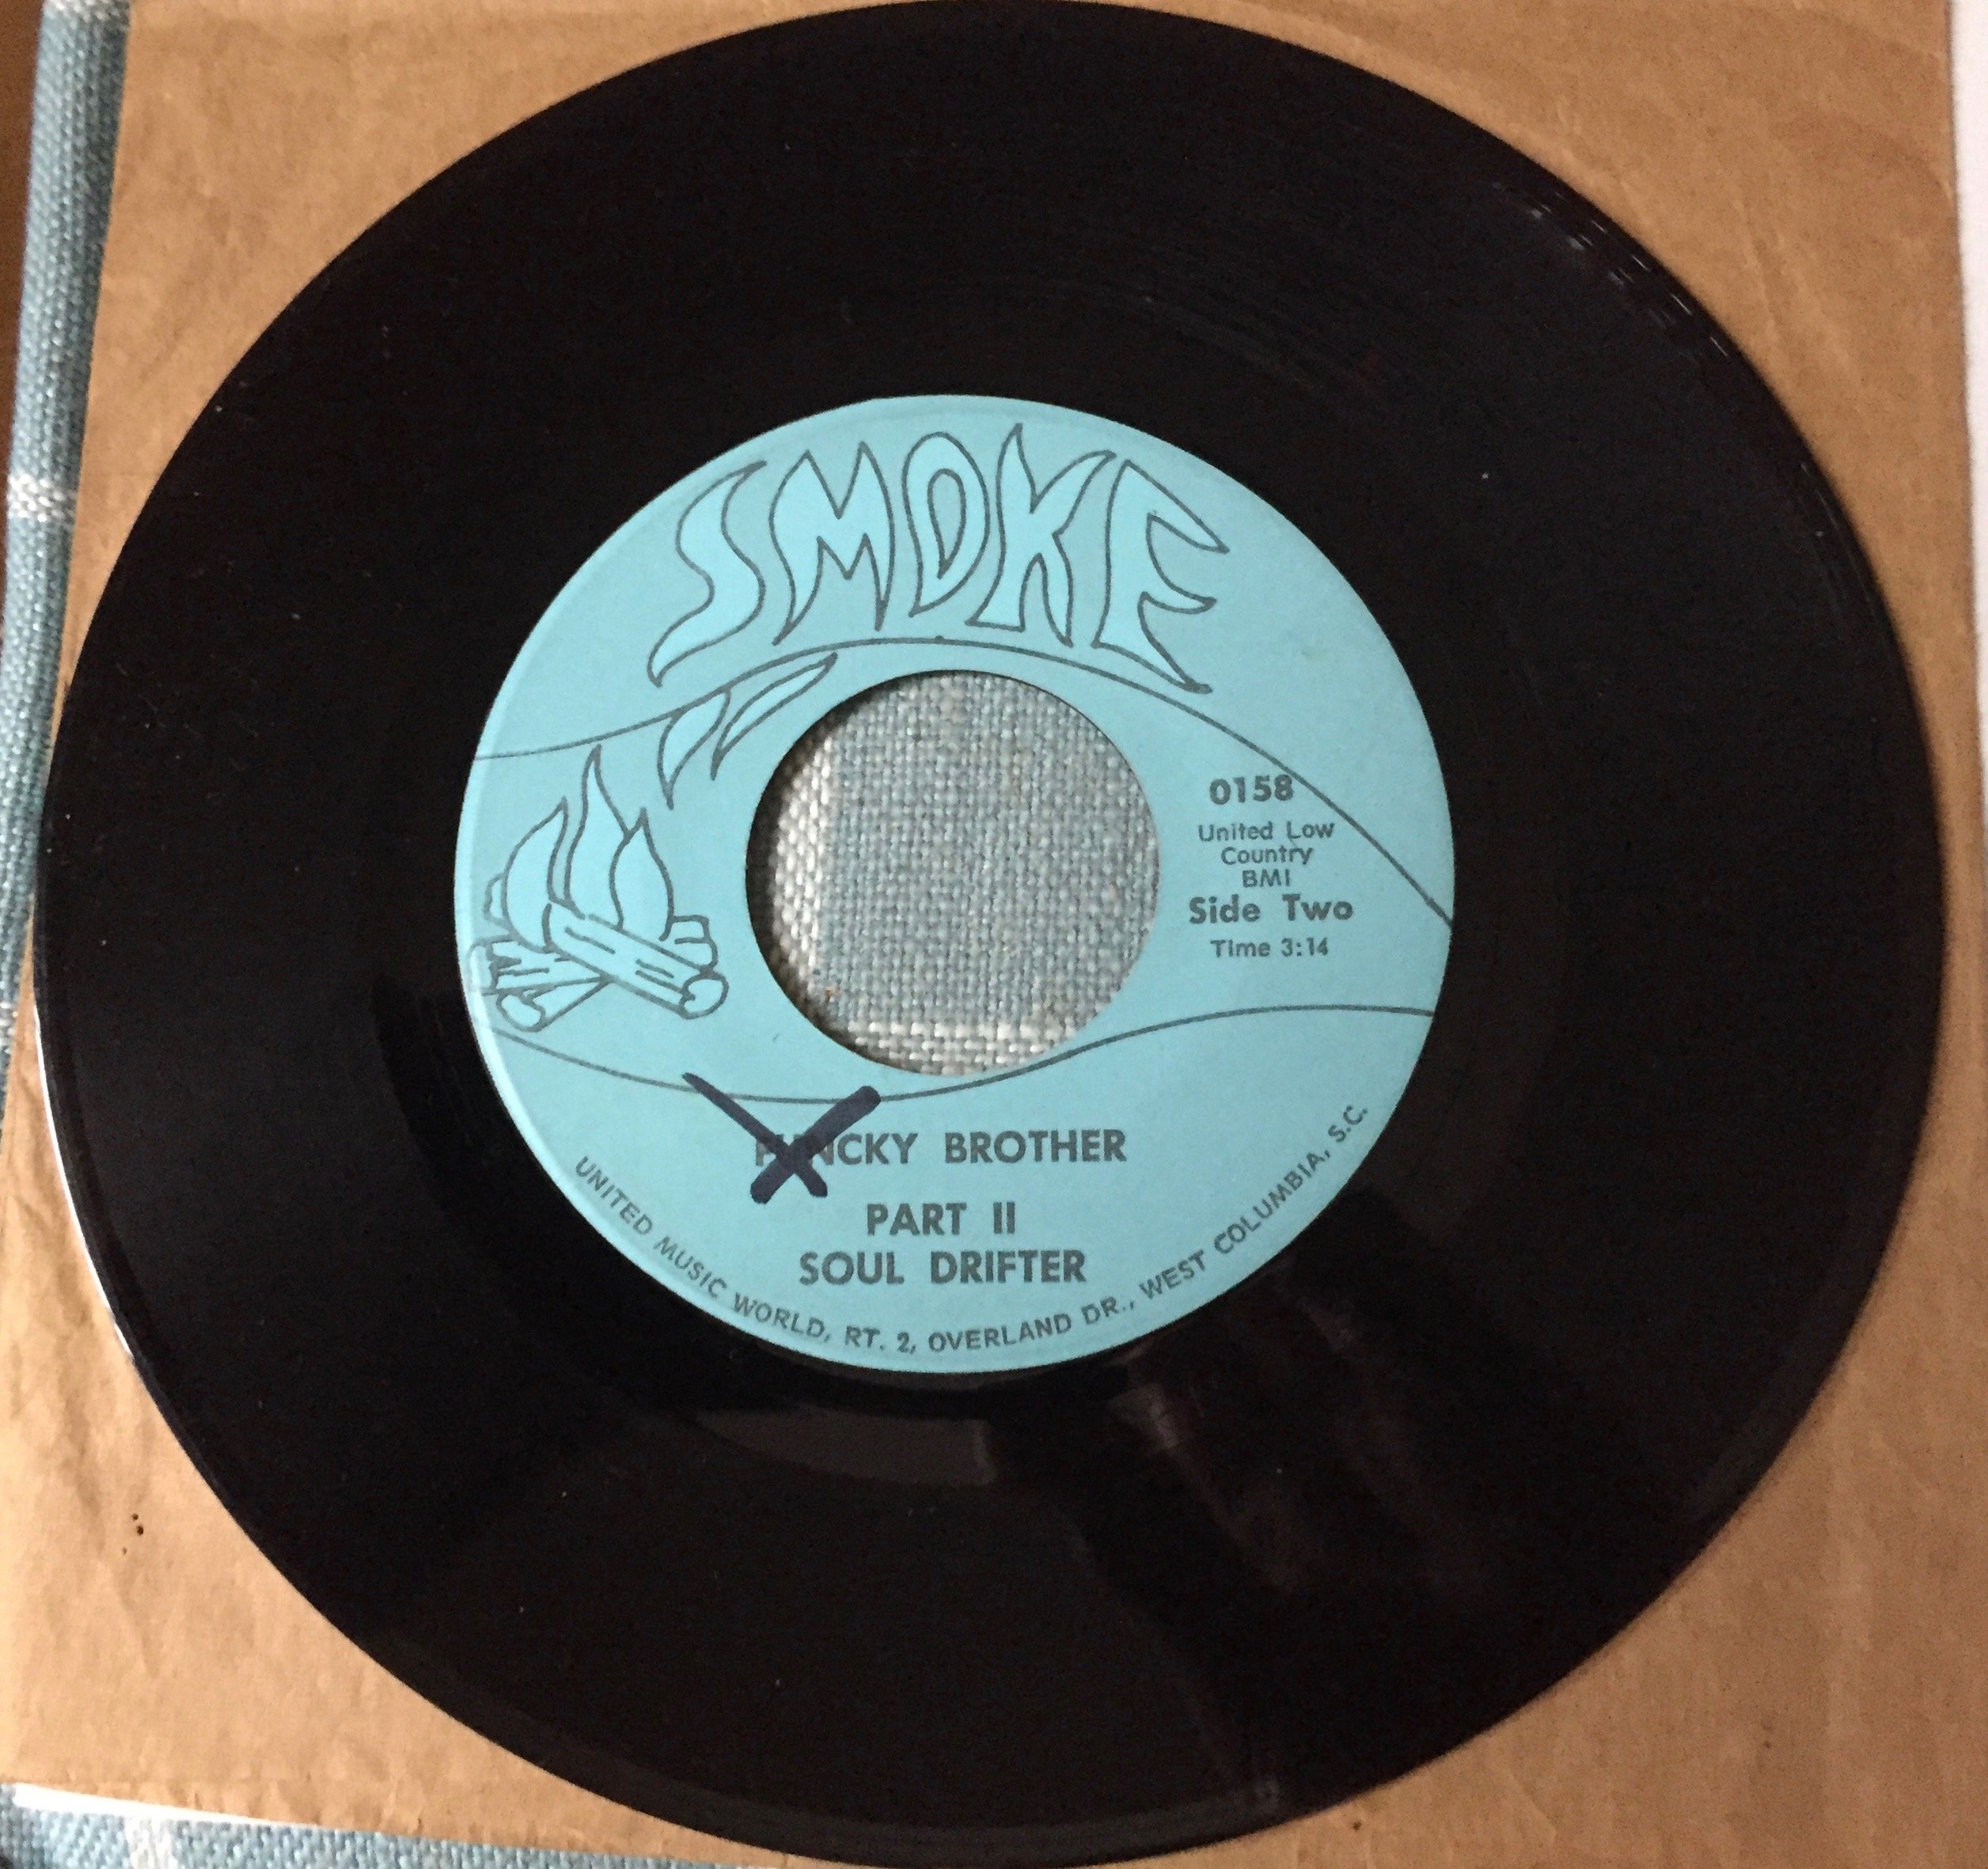 SMOKE
0158
United Low
Country
BMI
Side Two
Time 3:14
BROTHER
PART II
SOUL DRIFTER
UNITED MUSIC WORLD, RT. 2, OVERLAND DR., WEST COLUMBIA, S.C.